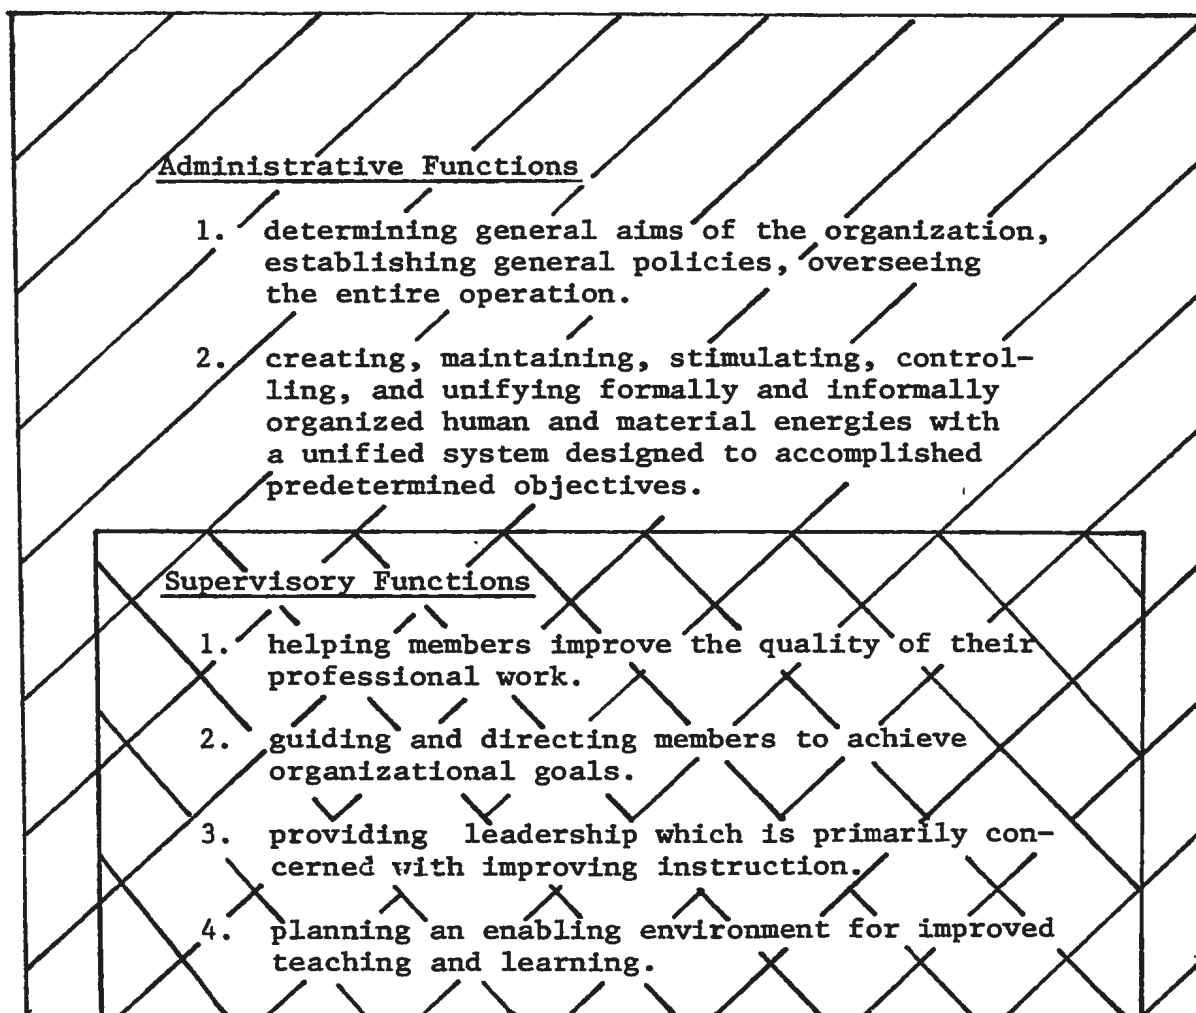 Administrative Functions
1. determining general aims of the organization,
establishing general policies, overseeing
the entire operation.
2. creating, maintaining, stimulating, control-
ling, and unifying formally and informally
organized human and material energies with
a unified system designed to accomplished
predetermined objectives.
Supervisory Functions
1. helping members improve the quality of their
professional work.
2. guiding and directing members to achieve
organizational goals.
3. providing leadership which is primarily con-
cerned with improving instruction.
4. planning an enabling environment for improved
teaching and learning.